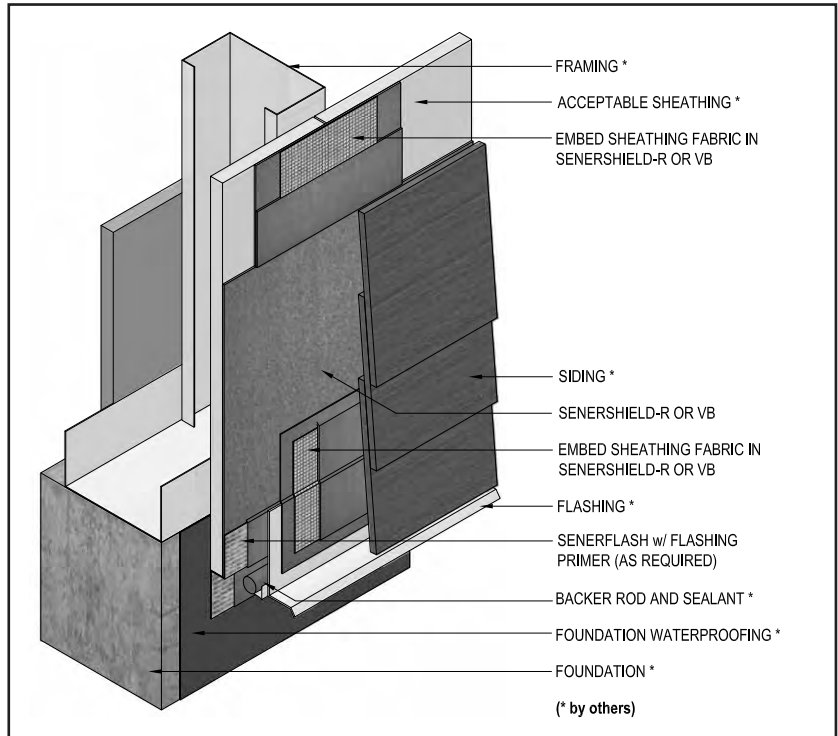 FRAMING *
ACCEPTABLE SHEATHING *
EMBED SHEATHING FABRIC IN
SENERSHIELD-R OR VB
SIDING *
SENERSHIELD-R OR VB
EMBED SHEATHING FABRIC IN
SENERSHIELD-R OR VB
FLASHING *
SENERFLASH w/ FLASHING
PRIMER (AS REQUIRED)
BACKER ROD AND SEALANT *
FOUNDATION WATERPROOFING *
FOUNDATION *
(* by others)